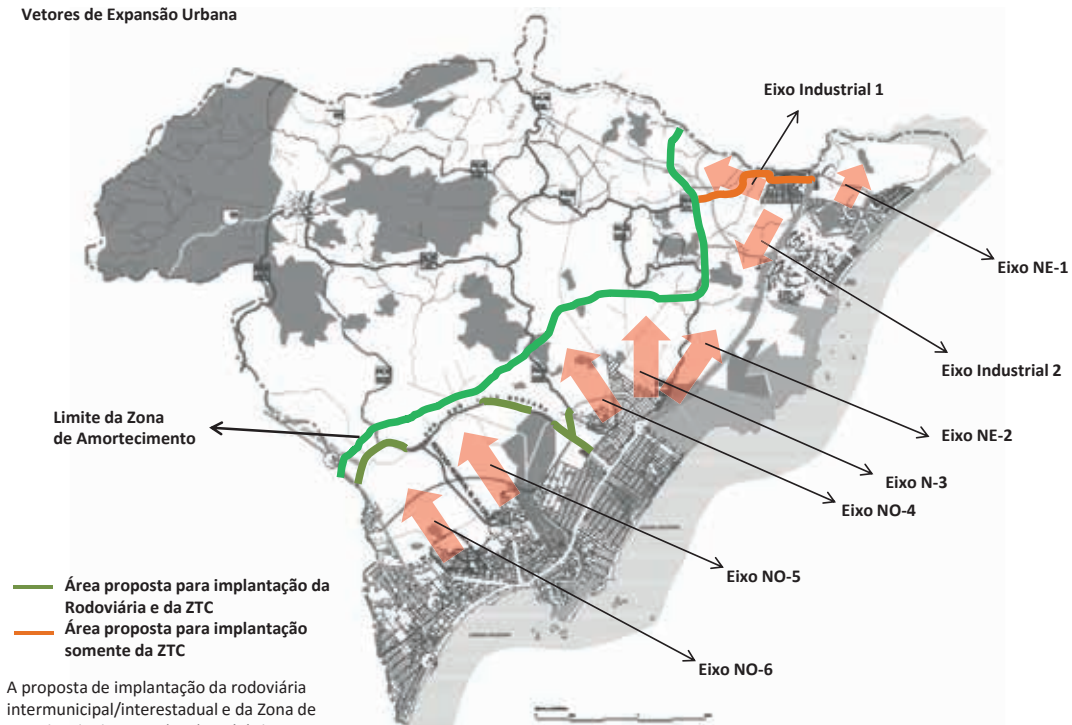 Vetores de Expansão Urbana
Eixo Industrial 1
Eixo NE-1
Eixo Industrial 2
Limite da Zona
de Amortecimento
Eixo NE-2
Eixo N-3
Eixo NO-4
Eixo NO-5
Área proposta para implantação da
Rodoviária e da ZTC
Área proposta para implantação
somente da ZTC
Eixo NO-6
A proposta de implantação da rodoviária
intermunicipal/interestadual e da Zona de